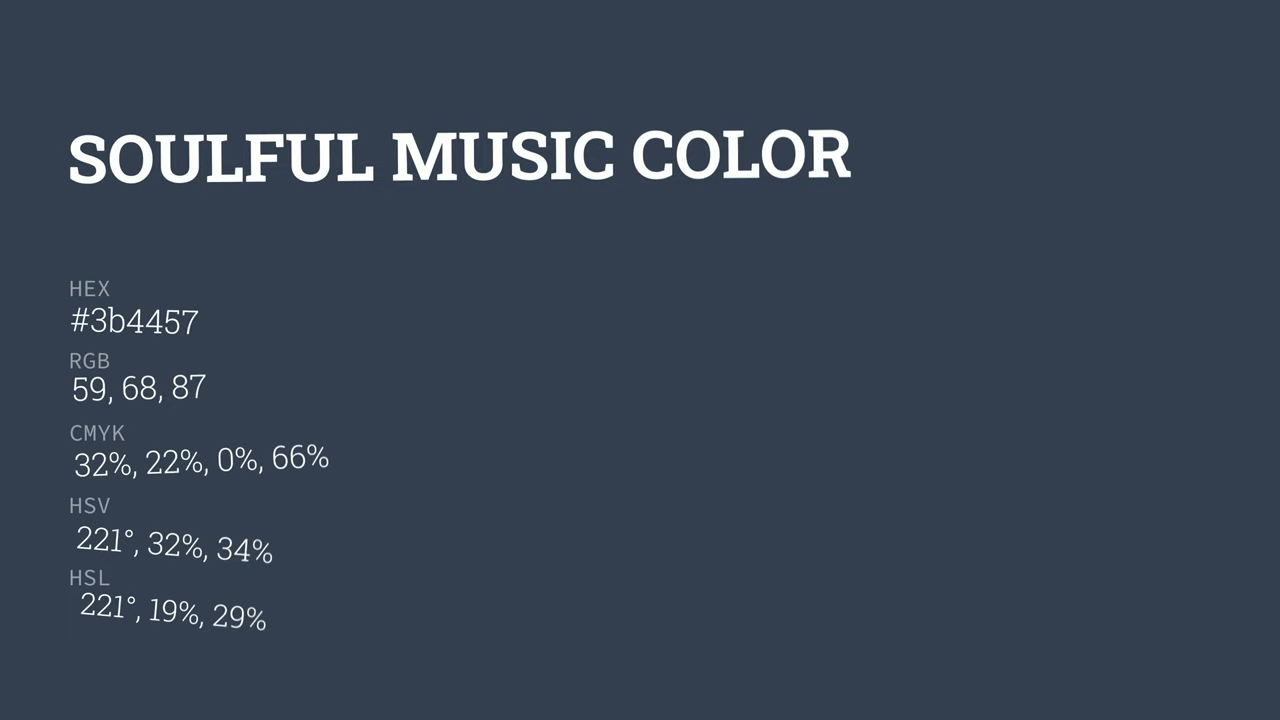 SOULFUL MUSIC COLOR
HEX
#3b4457
RGB
59, 68, 87
CMYK
32%, 22%, 0%, 66%
HSV
221°, 32%, 34%
HSL
221°, 19%, 29%